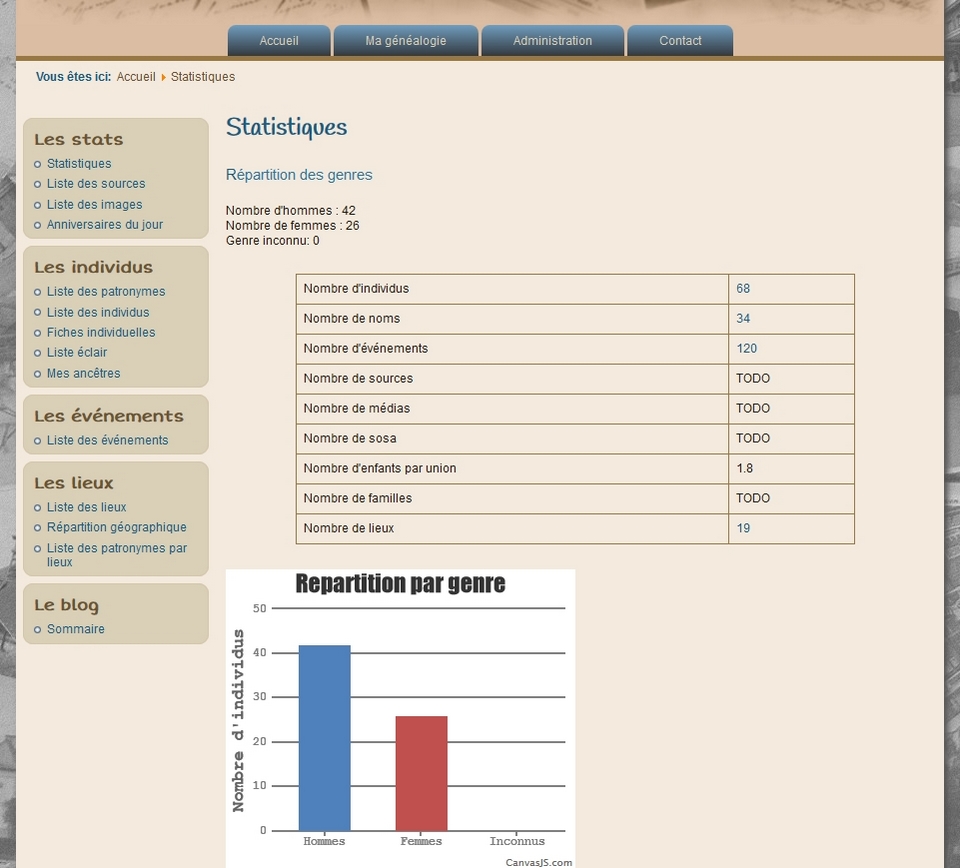 Accueil Ma généalogie Administration Contact
Vous êtes ici: Accueil Statistiques
Les stats
Statistiques
Liste des sources
Liste des images
Anniversaires du jour
Les individus
Liste des patronymes
Liste des individus
Fiches individuelles
Liste éclair
Mes ancêtres
Les événements
Liste des événements
Les lieux
Liste des lieux
Répartition géographique
Liste des patronymes par
lieux
Le blog
Sommaire
Statistiques
Répartition des genres
Nombre d'hommes : 42
Nombre de femmes : 26
Genre inconnu: 0
Nombre d'individus 68
Nombre de noms 34
Nombre d'événements 120
Nombre de sources TODO
Nombre de médias TODO
Nombre de sosa TODO
Nombre d'enfants par union 1.8
Nombre de familles TODO
Nombre de lieux 19
Repartition par genre
Nombre d'individus
50
40
30
20
10
0
Hommes Femmes Inconnus
CanvasJS.com